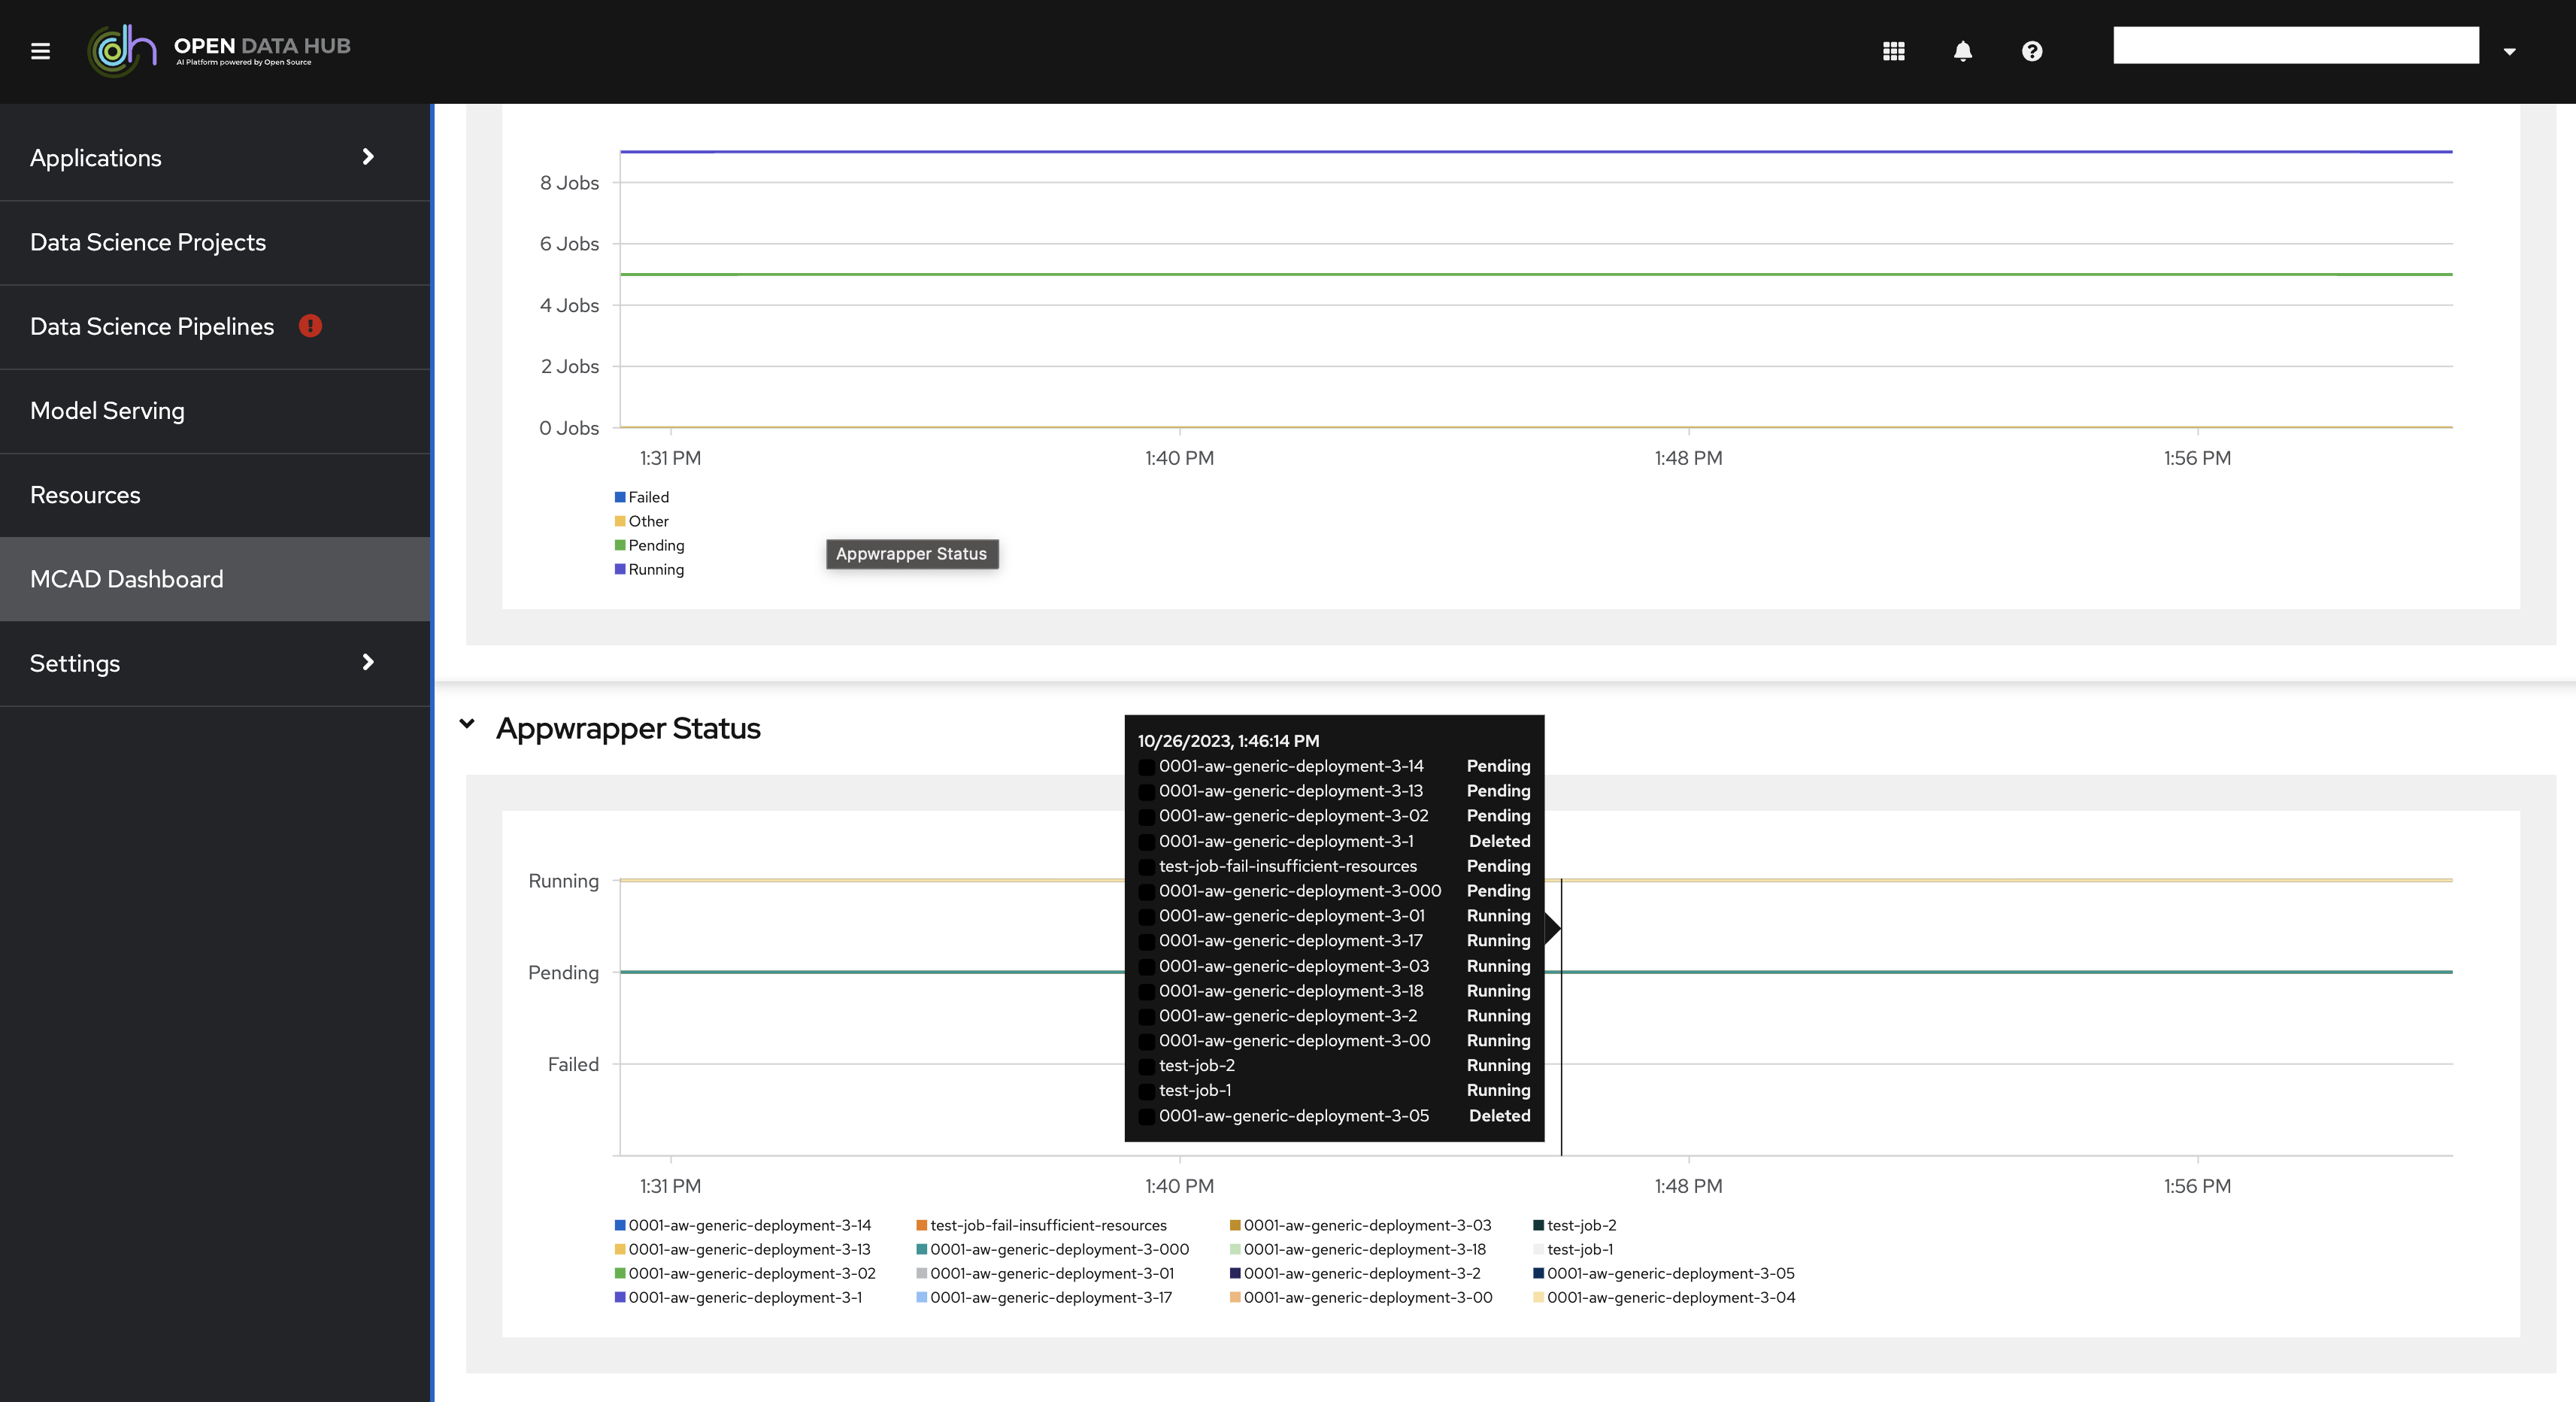 OPEN DATA HUB
AI Platform powered by Open Source
Applications
Data Science Projects
Data Science Pipelines
Model Serving
Resources
MCAD Dashboard
Settings
8 Jobs
6 Jobs
4 Jobs
2 Jobs
0 Jobs
1:31 PM 1:40 PM 1:48 PM 1:56 PM
Failed
Other
Pending
Running
Appwrapper Status
Appwrapper Status
10/26/2023, 1:46:14 PM
0001-aw-generic-deployment-3-14 Pending
0001-aw-generic-deployment-3-13 Pending
0001-aw-generic-deployment-3-02 Pending
0001-aw-generic-deployment-3-1 Deleted
test-job-fail-insufficient-resources Pending
0001-aw-generic-deployment-3-000 Pending
0001-aw-generic-deployment-3-01 Running
0001-aw-generic-deployment-3-17 Running
0001-aw-generic-deployment-3-03 Running
0001-aw-generic-deployment-3-18 Running
0001-aw-generic-deployment-3-2 Running
0001-aw-generic-deployment-3-00 Running
test-job-2 Running
test-job-1 Running
0001-aw-generic-deployment-3-05 Deleted
Running
Pending
Failed
1:31 PM 1:40 PM 1:48 PM 1:56 PM
0001-aw-generic-deployment-3-14 test-job-fail-insufficient-resources 0001-aw-generic-deployment-3-03 test-job-2
0001-aw-generic-deployment-3-13 0001-aw-generic-deployment-3-000 0001-aw-generic-deployment-3-18 test-job-1
0001-aw-generic-deployment-3-02 0001-aw-generic-deployment-3-01 0001-aw-generic-deployment-3-2 0001-aw-generic-deployment-3-05
0001-aw-generic-deployment-3-1 0001-aw-generic-deployment-3-17 0001-aw-generic-deployment-3-00 0001-aw-generic-deployment-3-04